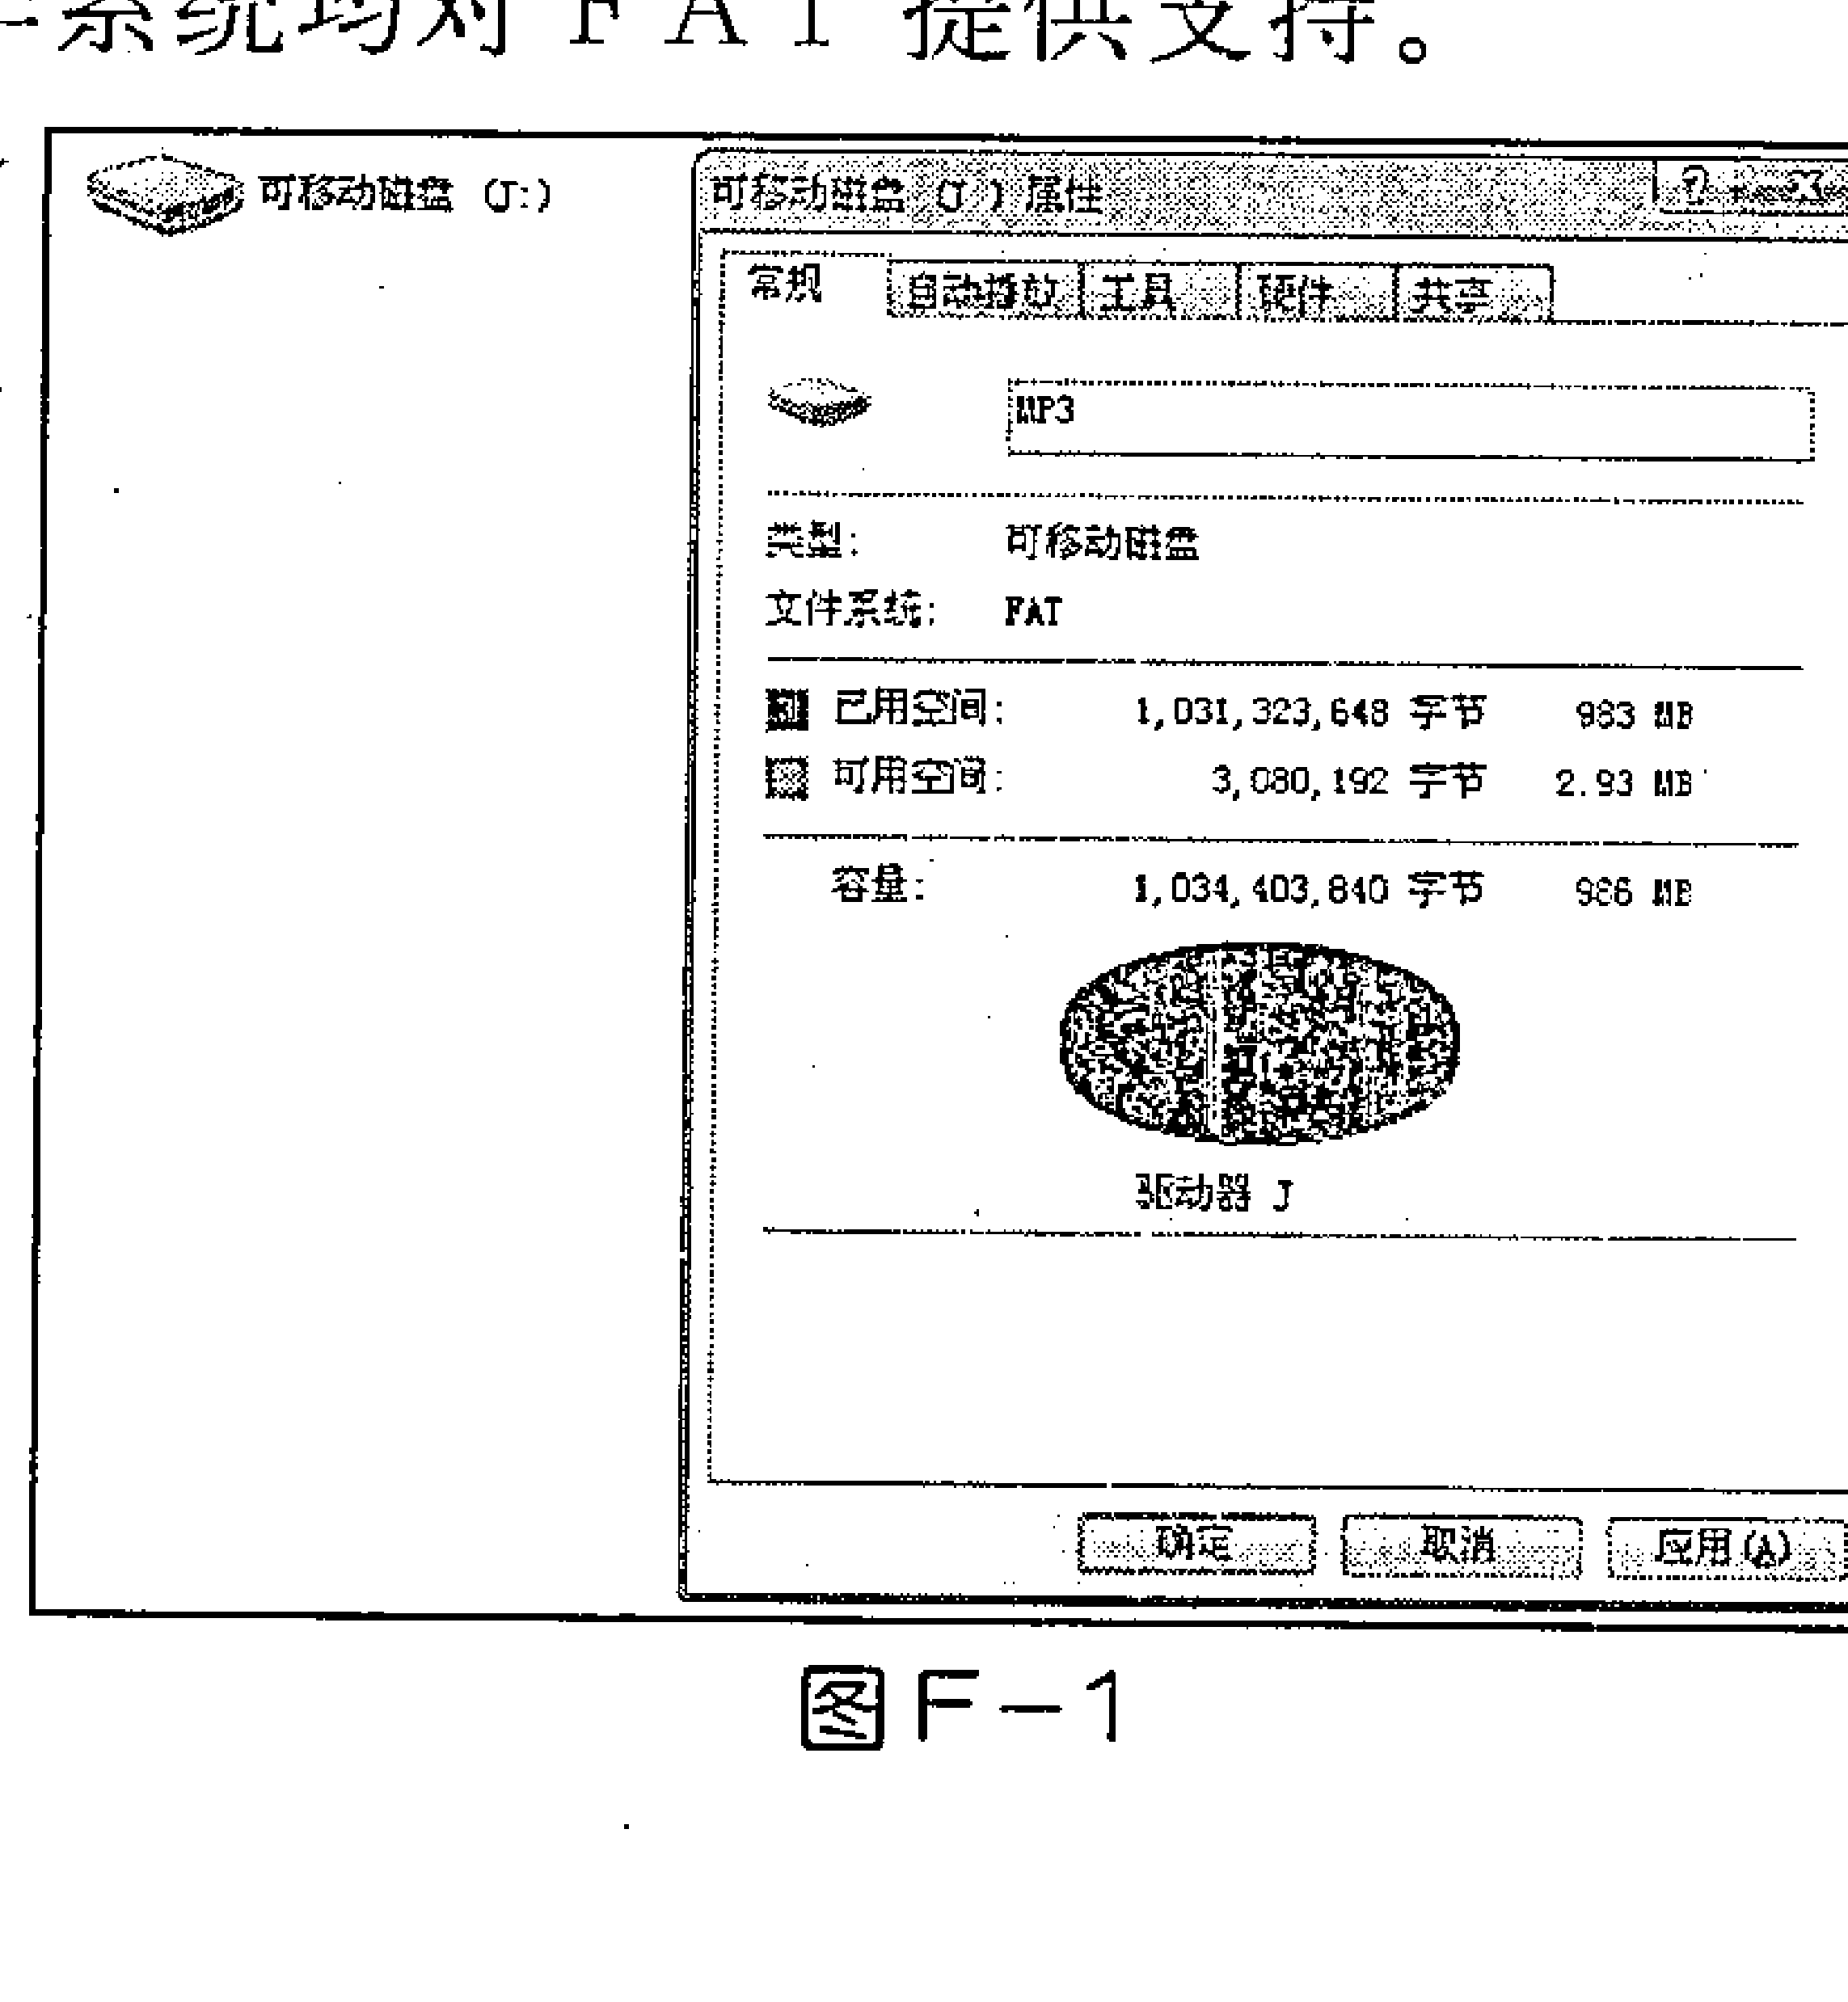 系统均对FAT提供支持。
可移动磁盘 (J:)
可移动磁盘 (J:) 属性
常规 自动播放 工具 硬件 共享
MP3
类型: 可移动磁盘
文件系统: FAT
已用空间: 1,031,323,648 字节 983 MB
可用空间: 3,080,192 字节 2.93 MB
容量: 1,034,403,840 字节 986 MB
驱动器 J
确定 取消 应用(A)
图F-1